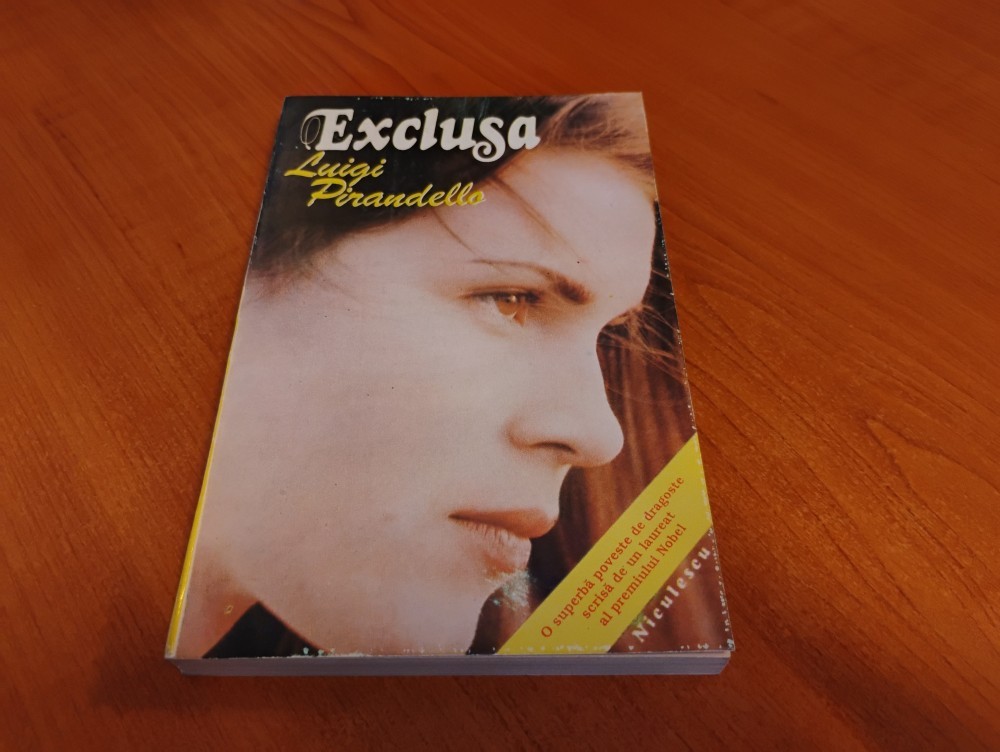 Exclusa
Luigi
Pirandello
O superbă poveste de dragoste
scrisă de un laureat
al premiului Nobel
Niculescu